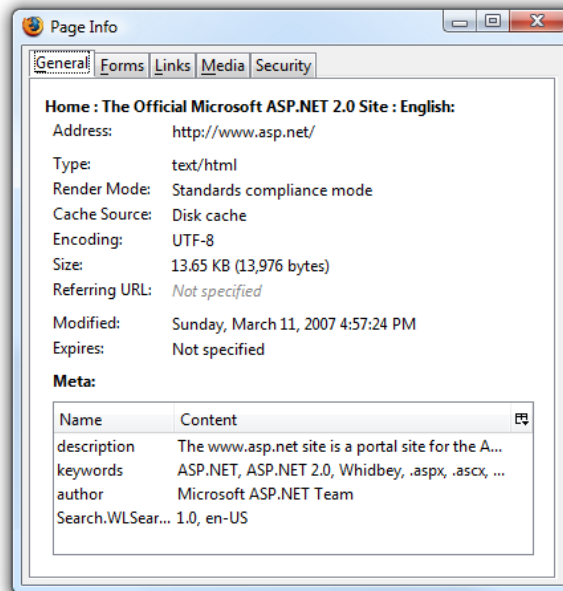 Page Info
General Forms Links Media Security
Home : The Official Microsoft ASP.NET 2.0 Site : English:
Address: http://www.asp.net/
Type: text/html
Render Mode: Standards compliance mode
Cache Source: Disk cache
Encoding: UTF-8
Size: 13.65 KB (13,976 bytes)
Referring URL: Not specified
Modified: Sunday, March 11, 2007 4:57:24 PM
Expires: Not specified
Meta:
Name Content
description The www.asp.net site is a portal site for the A...
keywords ASP.NET, ASP.NET 2.0, Whidbey, .aspx, .ascx, ...
author Microsoft ASP.NET Team
Search.WLSear... 1.0, en-US